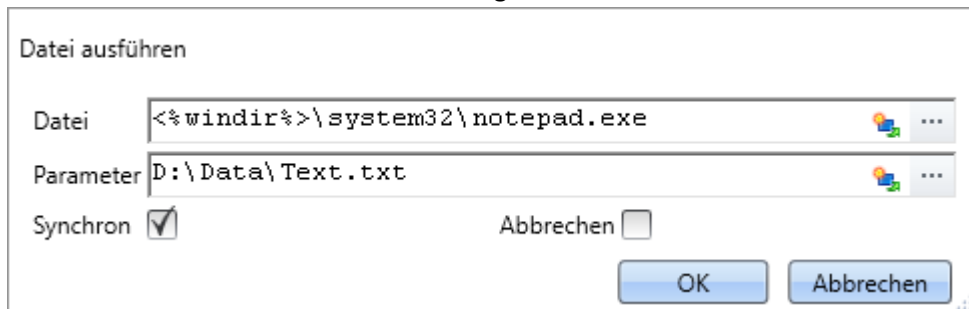 Datei ausführen
Datei <%windir%>\system32\notepad.exe ...
Parameter D:\Data\Text.txt ...
Synchron Abbrechen
OK Abbrechen